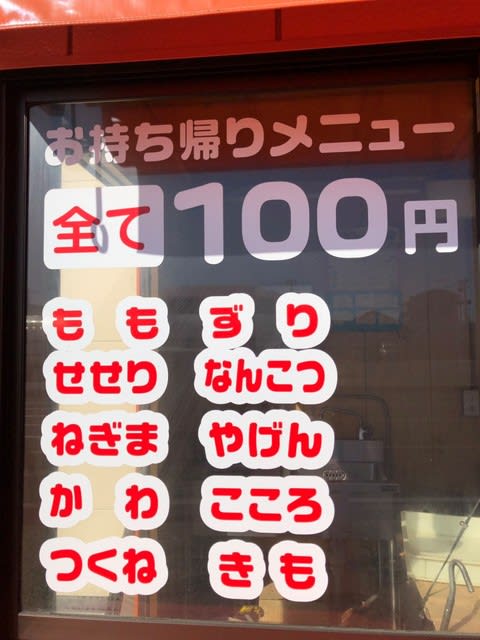 お持ち帰りメニュー
全て100円
もも
せせり
ねぎま
かわ
つくね
ずり
なんこつ
やげん
こころ
きも